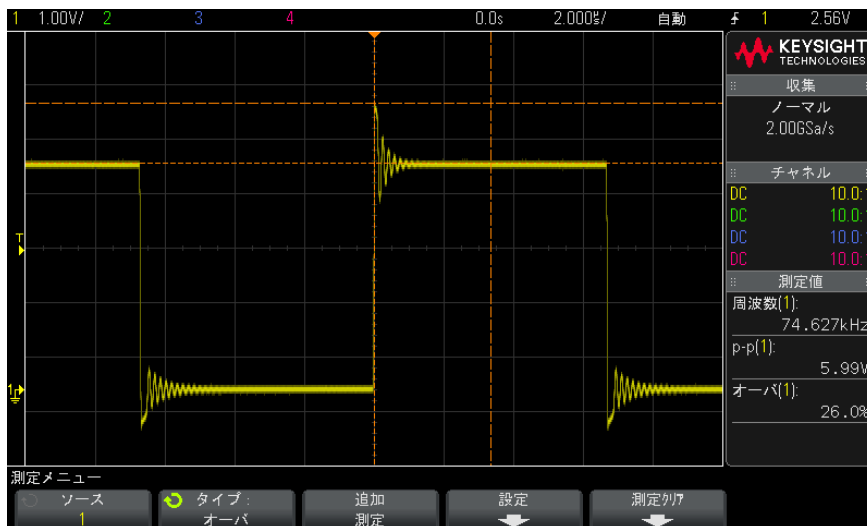 1 1.00V/ 2 3 4 0.0s 2.000㎲/ 自動 1 2.56V
KEYSIGHT
TECHNOLOGIES
収集
ノーマル
2.00GSa/s
チャネル
DC 10.0:
DC 10.0:
DC 10.0:
DC 10.0:
測定値
周波数(1):
74.627kHz
p-p(1):
5.99V
オーバ(1):
26.0%
T
1
測定メニュー
ソース
1
タイプ :
オーバ
追加
測定
設定
測定ｸﾘｱ